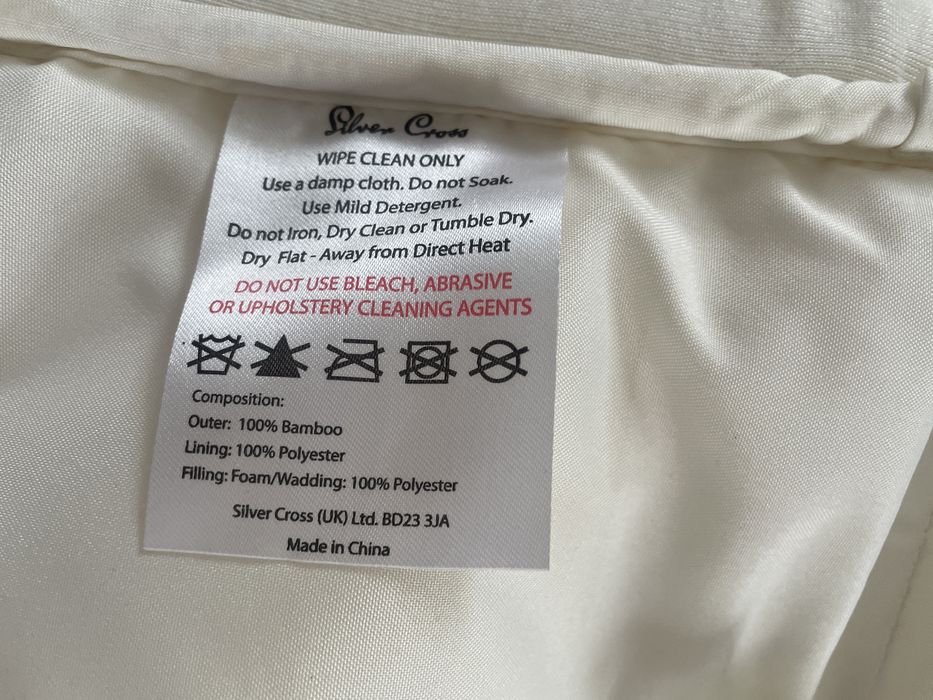 Silver Cross
WIPE CLEAN ONLY
Use a damp cloth. Do not Soak.
Use Mild Detergent.
Do not Iron, Dry Clean or Tumble Dry.
Dry Flat - Away from Direct Heat
DO NOT USE BLEACH, ABRASIVE
OR UPHOLSTERY CLEANING AGENTS
Composition:
Outer: 100% Bamboo
Lining: 100% Polyester
Filling: Foam/Wadding: 100% Polyester
Silver Cross (UK) Ltd. BD23 3JA
Made in China